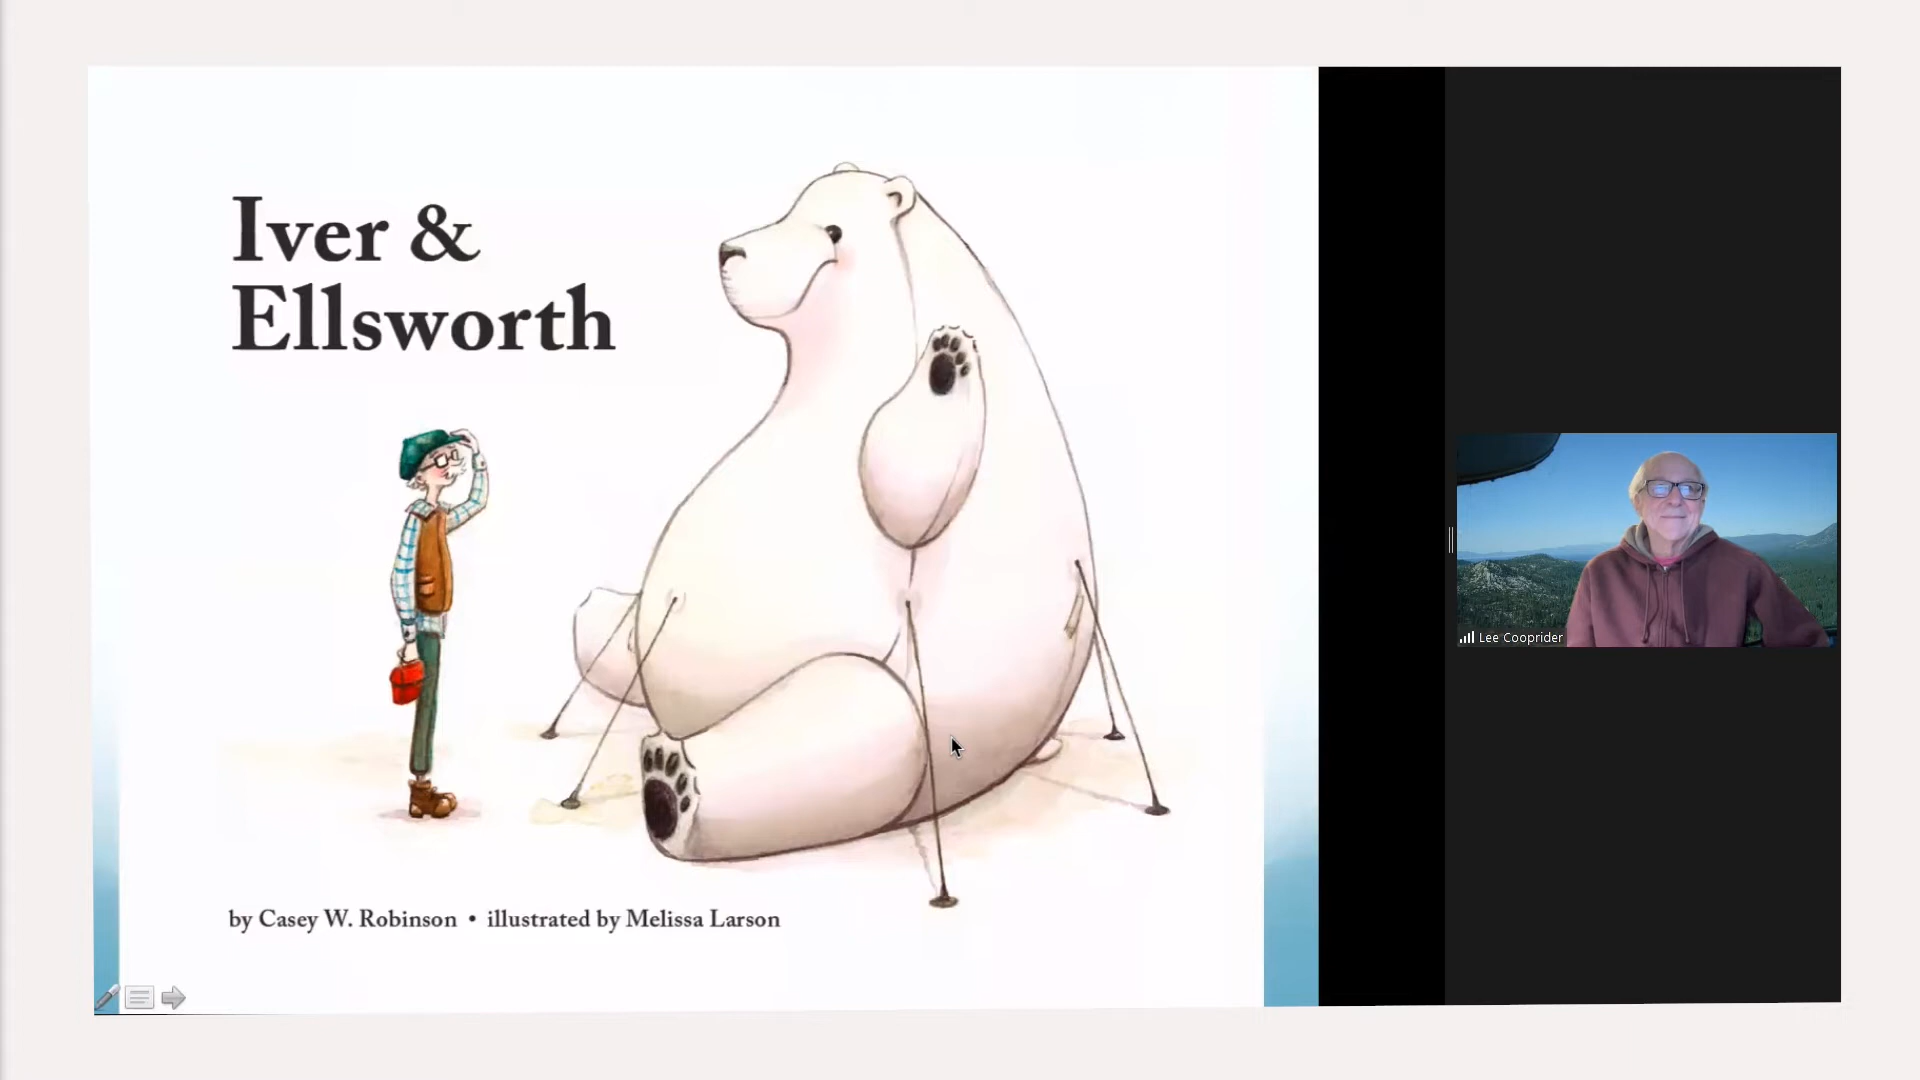 Iver &
Ellsworth
by Casey W. Robinson • illustrated by Melissa Larson
Lee Cooprider